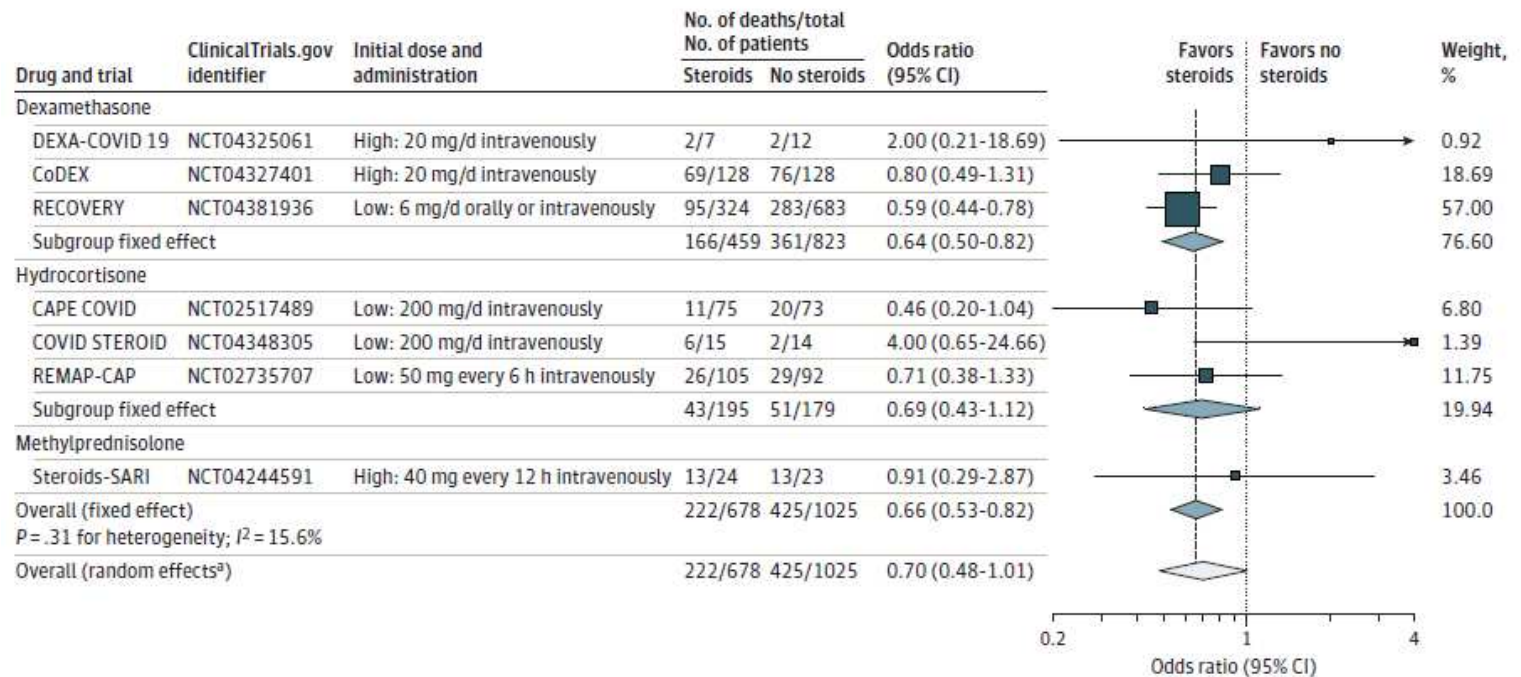 No. of deaths/total
No. of patients
Drug and trial ClinicalTrials.gov identifier Initial dose and administration Steroids No steroids Odds ratio (95% CI) Favors steroids Favors no steroids Weight, %
Dexamethasone
DEXA-COVID 19 NCT04325061 High: 20 mg/d intravenously 2/7 2/12 2.00 (0.21-18.69) 0.92
CoDEX NCT04327401 High: 20 mg/d intravenously 69/128 76/128 0.80 (0.49-1.31) 18.69
RECOVERY NCT04381936 Low: 6 mg/d orally or intravenously 95/324 283/683 0.59 (0.44-0.78) 57.00
Subgroup fixed effect 166/459 361/823 0.64 (0.50-0.82) 76.60
Hydrocortisone
CAPE COVID NCT02517489 Low: 200 mg/d intravenously 11/75 20/73 0.46 (0.20-1.04) 6.80
COVID STEROID NCT04348305 Low: 200 mg/d intravenously 6/15 2/14 4.00 (0.65-24.66) 1.39
REMAP-CAP NCT02735707 Low: 50 mg every 6 h intravenously 26/105 29/92 0.71 (0.38-1.33) 11.75
Subgroup fixed effect 43/195 51/179 0.69 (0.43-1.12) 19.94
Methylprednisolone
Steroids-SARI NCT04244591 High: 40 mg every 12 h intravenously 13/24 13/23 0.91 (0.29-2.87) 3.46
Overall (fixed effect) 222/678 425/1025 0.66 (0.53-0.82) 100.0
P = .31 for heterogeneity; I² = 15.6%
Overall (random effectsᵃ) 222/678 425/1025 0.70 (0.48-1.01)
0.2 1 4
Odds ratio (95% CI)